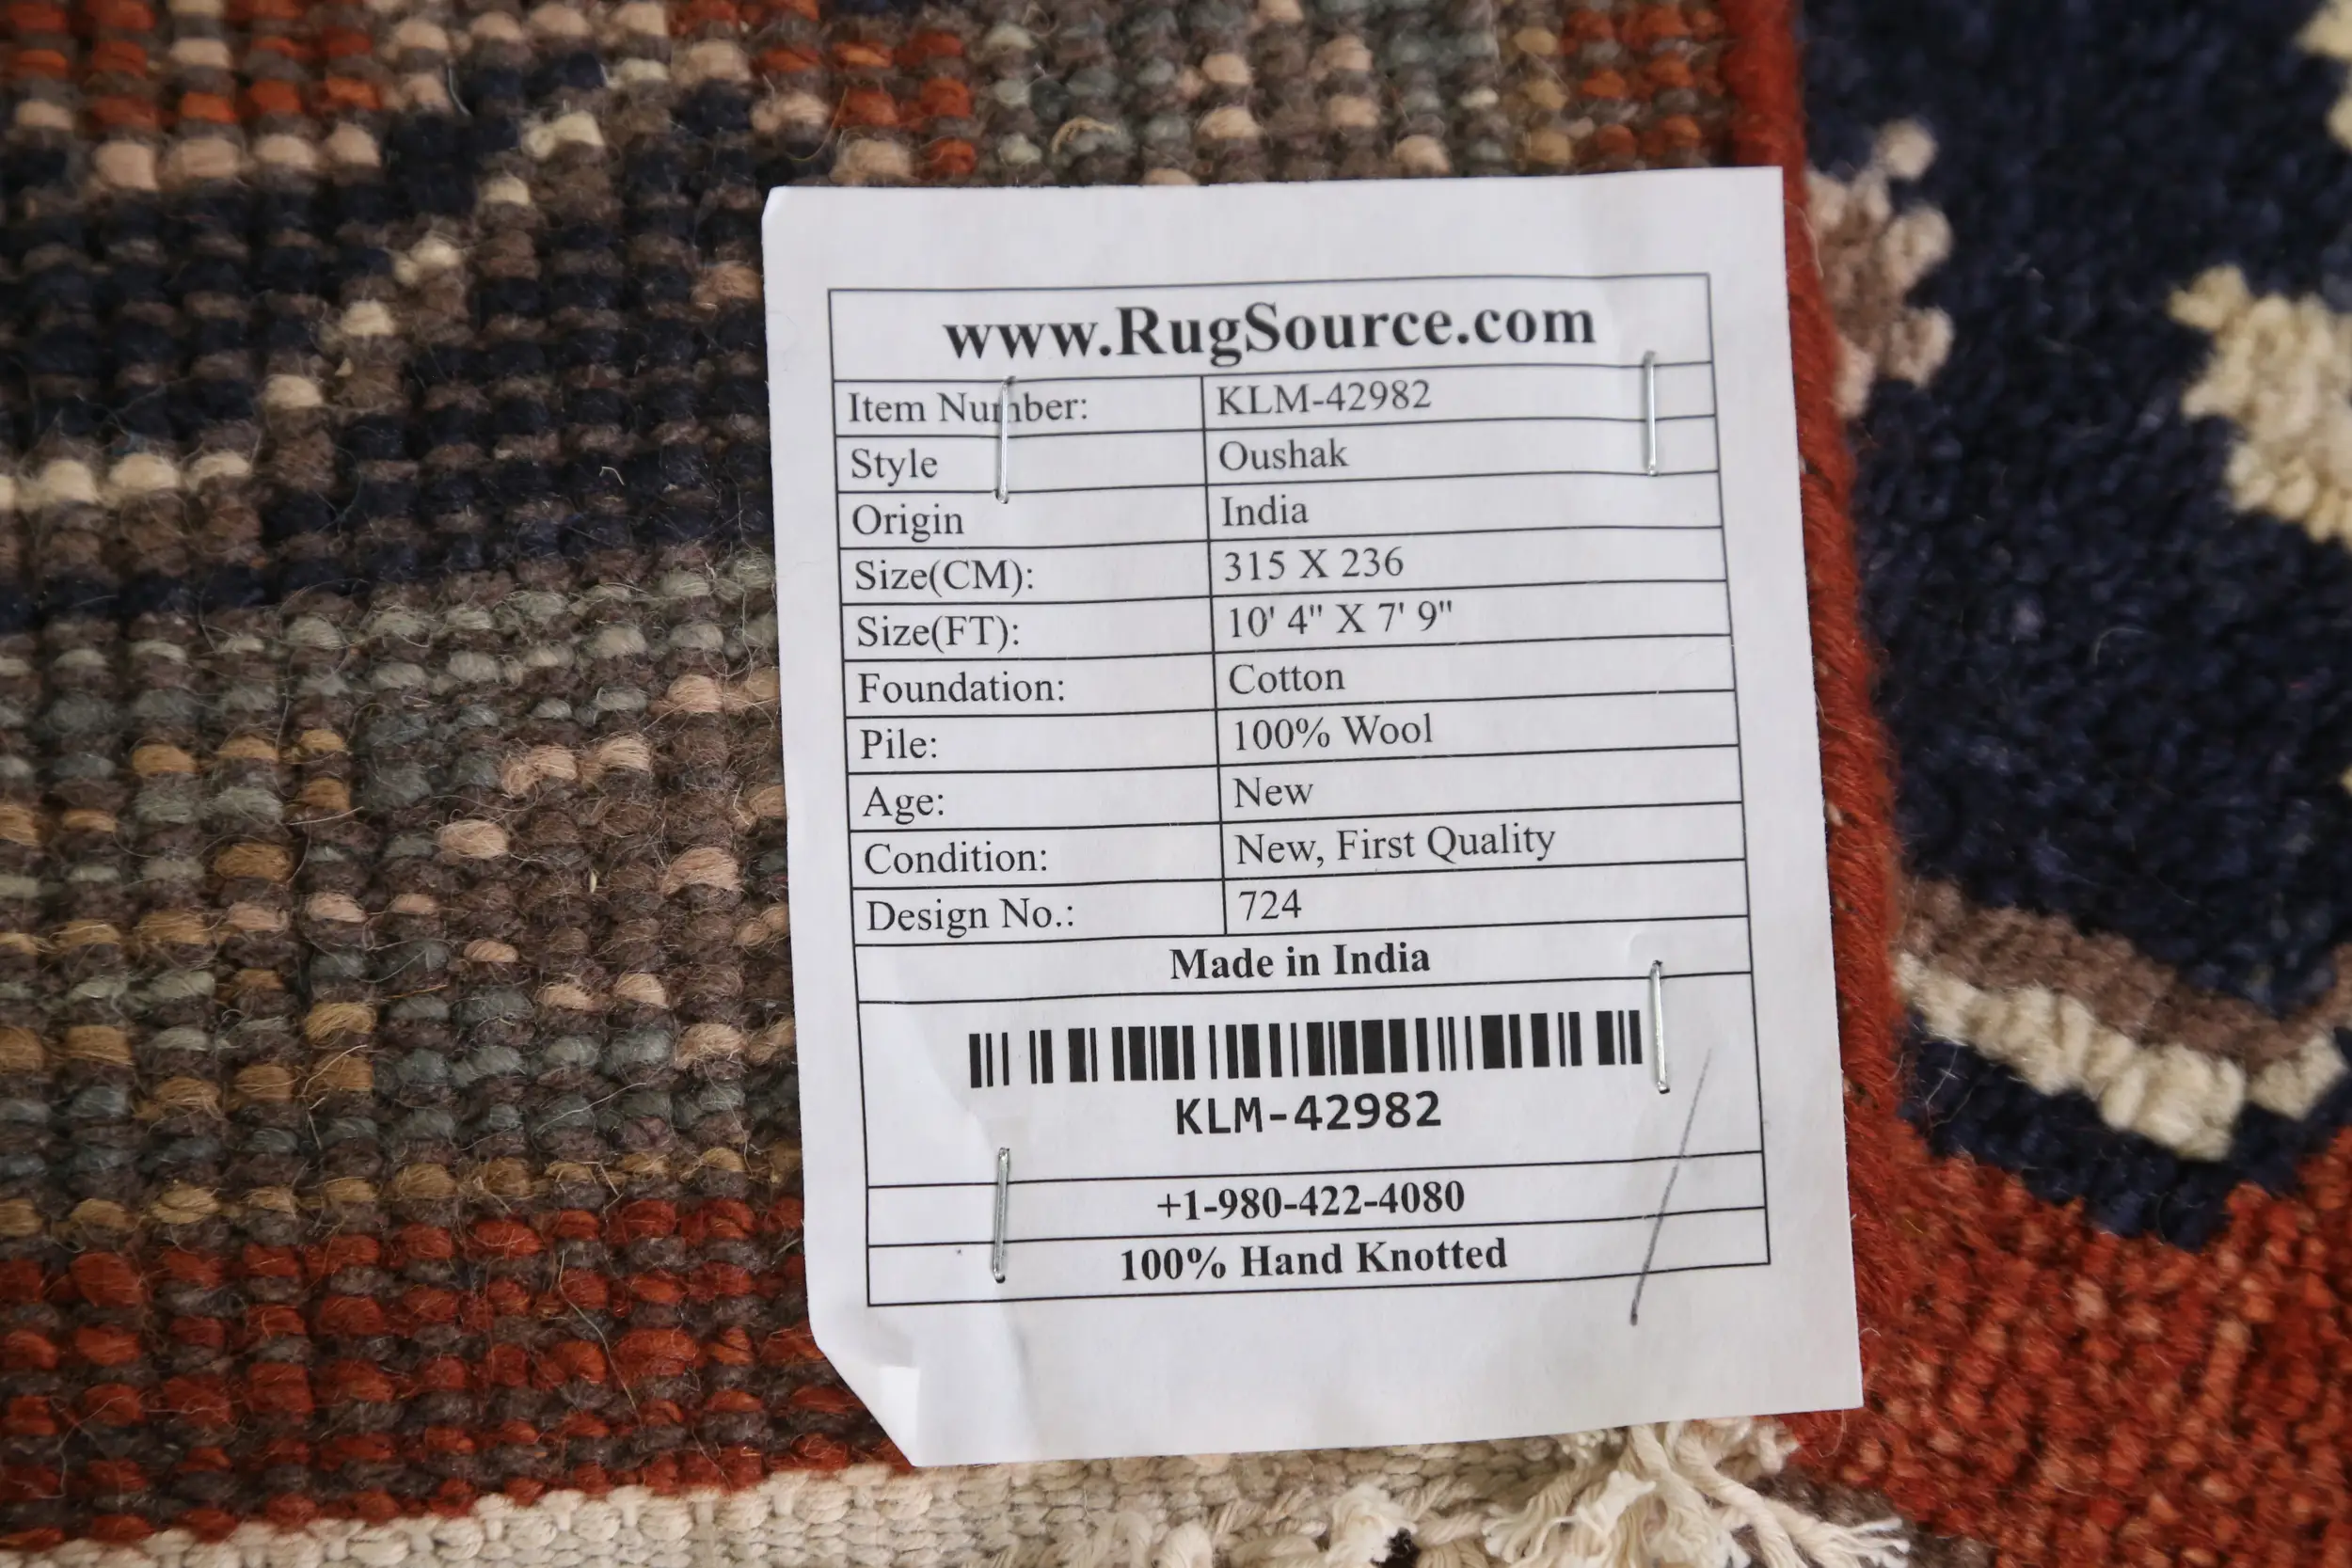 www.RugSource.com
Item Number: KLM-42982
Style Oushak
Origin India
Size(CM): 315 X 236
Size(FT): 10' 4" X 7' 9"
Foundation: Cotton
Pile: 100% Wool
Age: New
Condition: New, First Quality
Design No.: 724
Made in India
KLM-42982
+1-980-422-4080
100% Hand Knotted